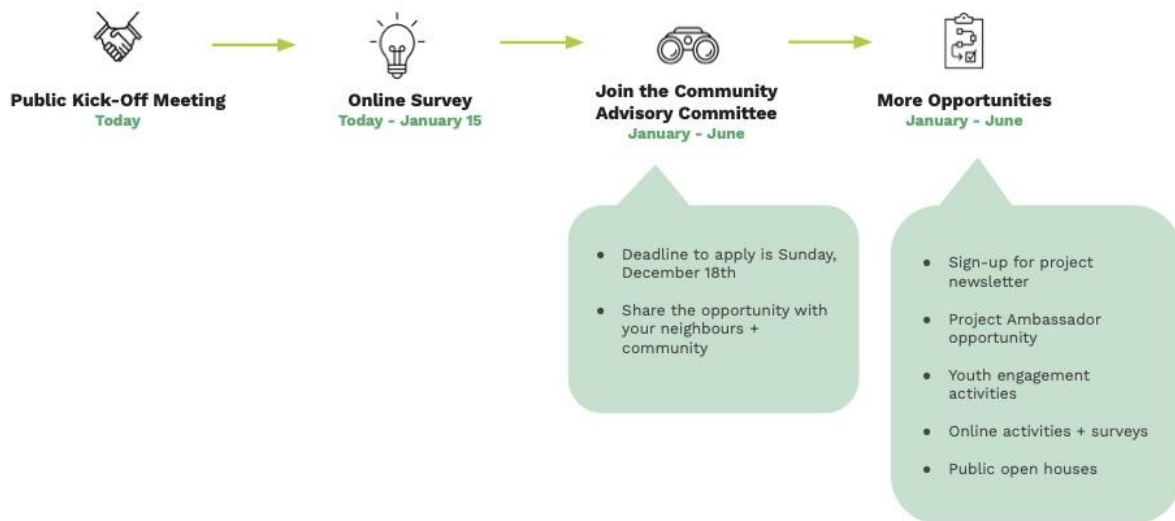 Public Kick-Off Meeting
Today
Online Survey
Today - January 15
Join the Community
Advisory Committee
January - June
More Opportunities
January - June
● Deadline to apply is Sunday,
December 18th
● Share the opportunity with
your neighbours +
community
● Sign-up for project
newsletter
● Project Ambassador
opportunity
● Youth engagement
activities
● Online activities + surveys
● Public open houses